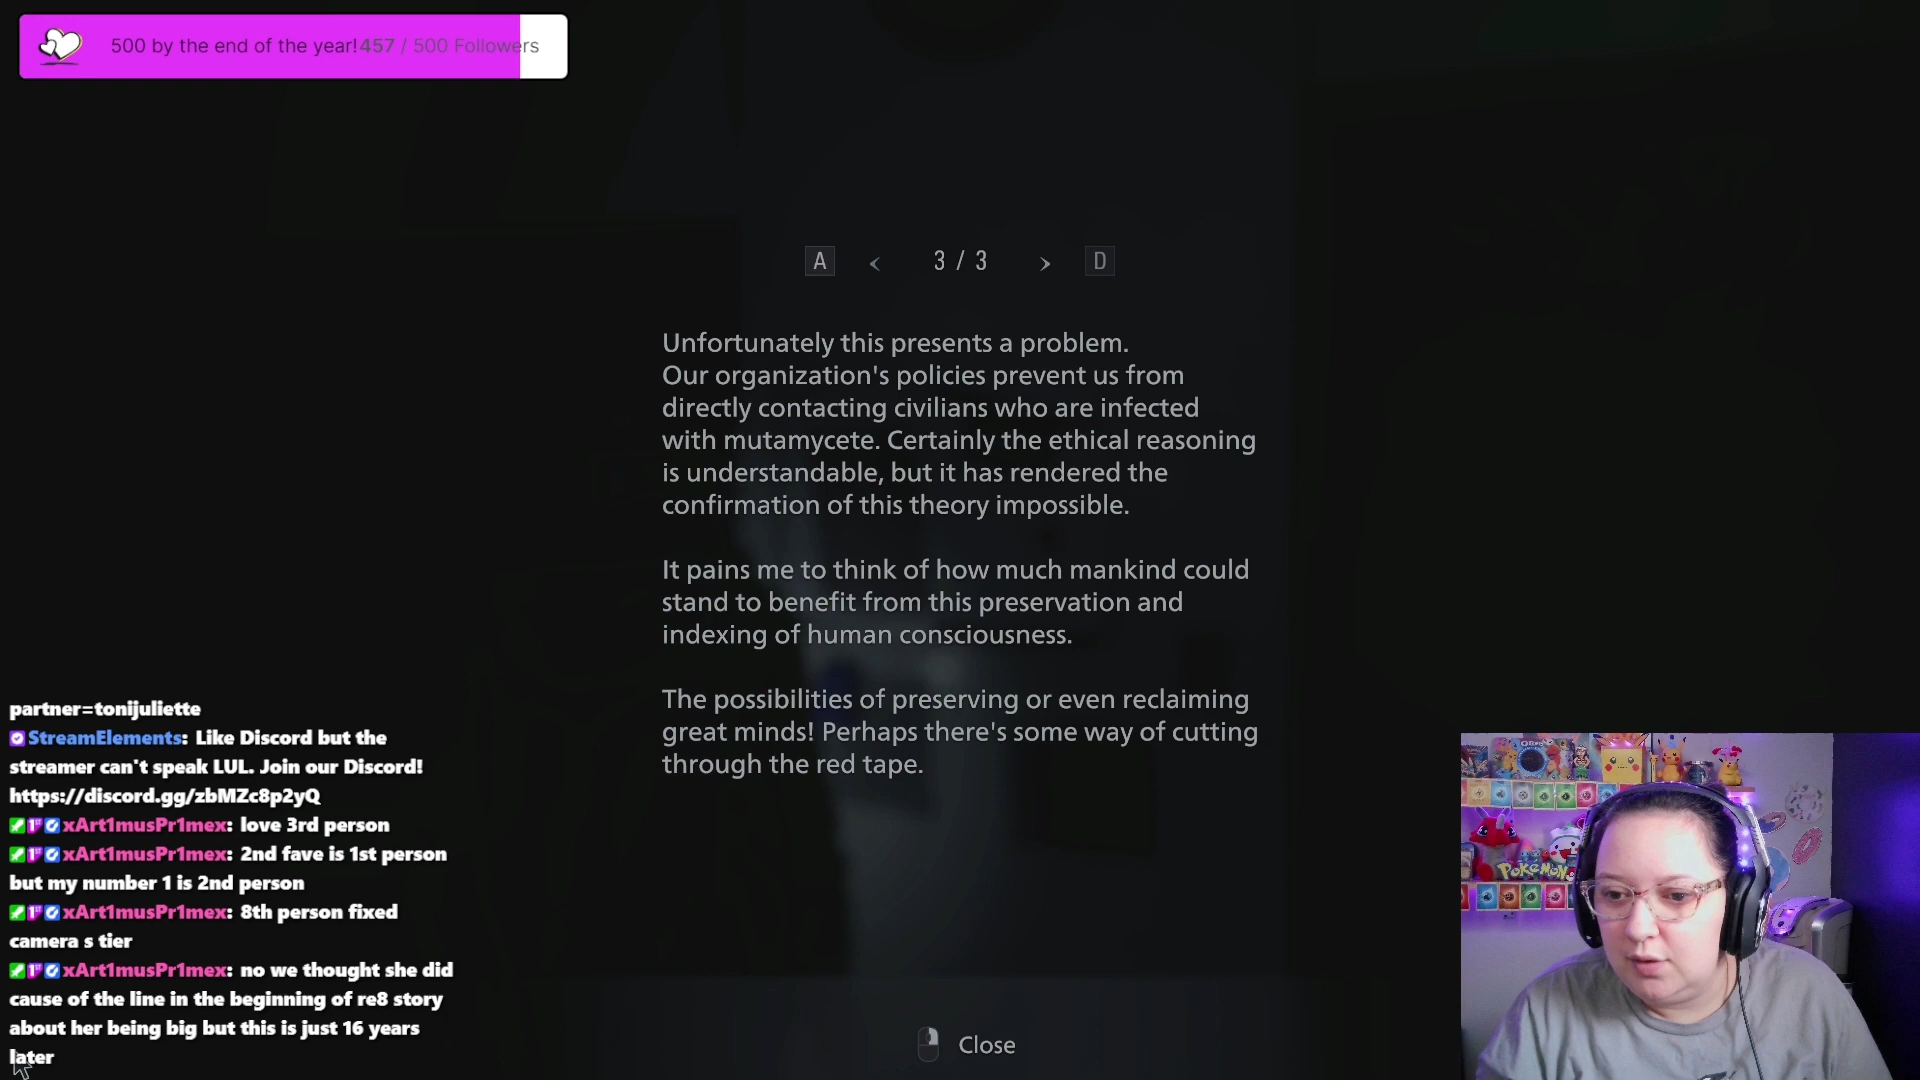 500 by the end of the year!457 / 500 Followers
A < 3 / 3 > D
Unfortunately this presents a problem.
Our organization's policies prevent us from
directly contacting civilians who are infected
with mutamycete. Certainly the ethical reasoning
is understandable, but it has rendered the
confirmation of this theory impossible.
It pains me to think of how much mankind could
stand to benefit from this preservation and
indexing of human consciousness.
The possibilities of preserving or even reclaiming
great minds! Perhaps there's some way of cutting
through the red tape.
Close
partner=tonijuliette
StreamElements: Like Discord but the
streamer can't speak LUL. Join our Discord!
https://discord.gg/zbMZc8p2yQ
xArt1musPr1mex: love 3rd person
xArt1musPr1mex: 2nd fave is 1st person
but my number 1 is 2nd person
xArt1musPr1mex: 8th person fixed
camera s tier
xArt1musPr1mex: no we thought she did
cause of the line in the beginning of re8 story
about her being big but this is just 16 years
later
POKéMON